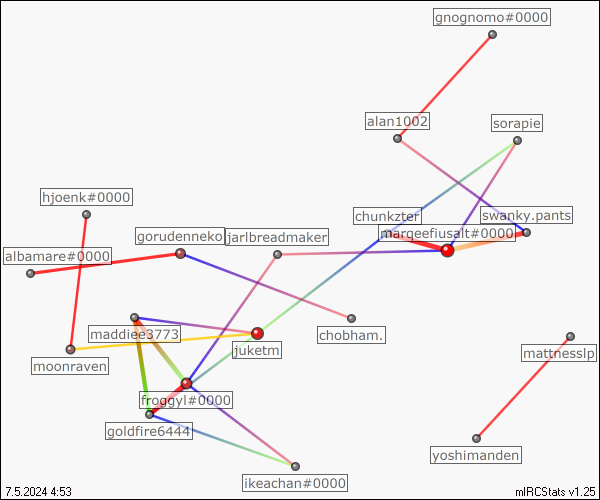 gnognomo#0000
alan1002
sorapie
hjoenk#0000
chunkzter
swanky.pants
gorudenneko
jarlbreadmaker
marqeefiusalt#0000
albamare#0000
maddiee3773
chobham.
juketm
mattnesslp
moonraven
froggyl#0000
goldfire6444
yoshimanden
ikeachan#0000
7.5.2024 4:53
mIRCStats v1.25